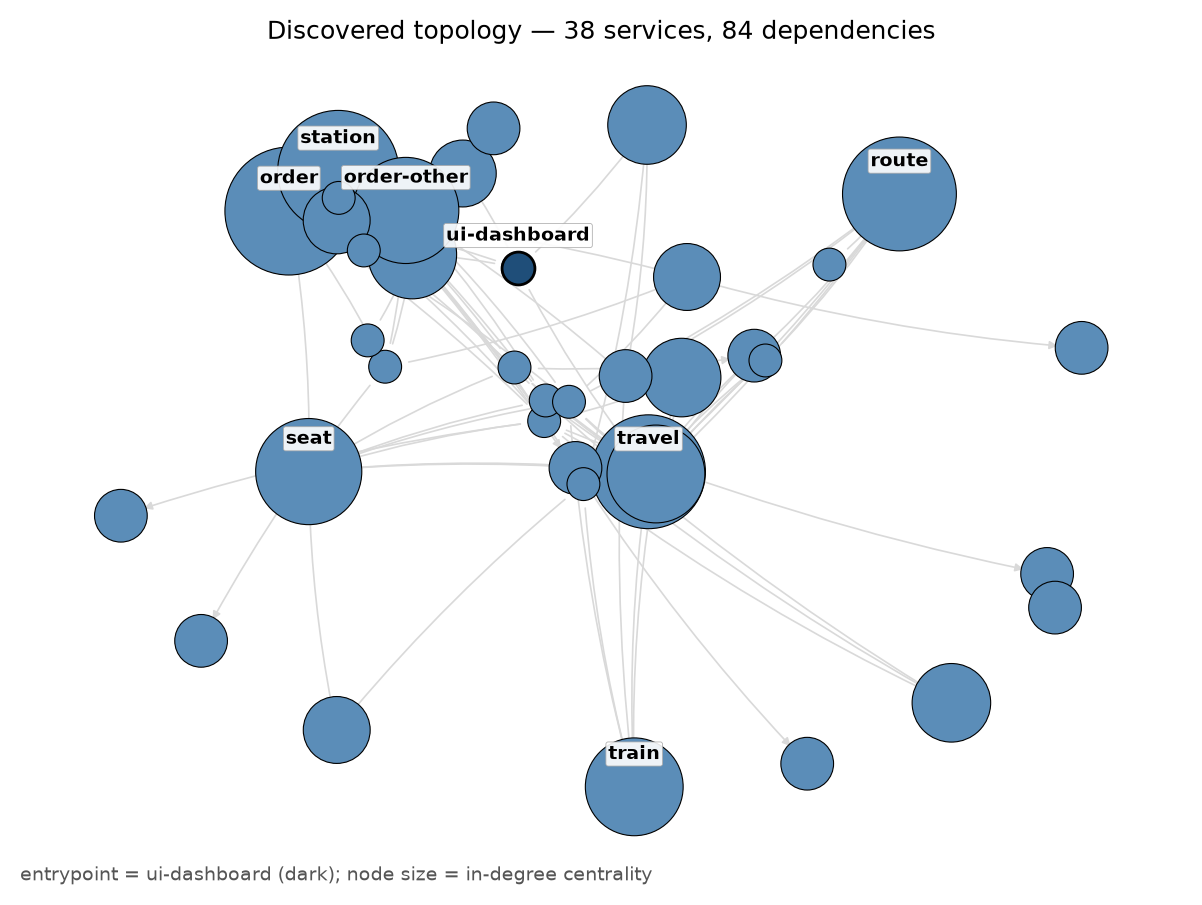 Discovered topology — 38 services, 84 dependencies
station
route
order
order-other
ui-dashboard
seat
travel
train
entrypoint = ui-dashboard (dark); node size = in-degree centrality